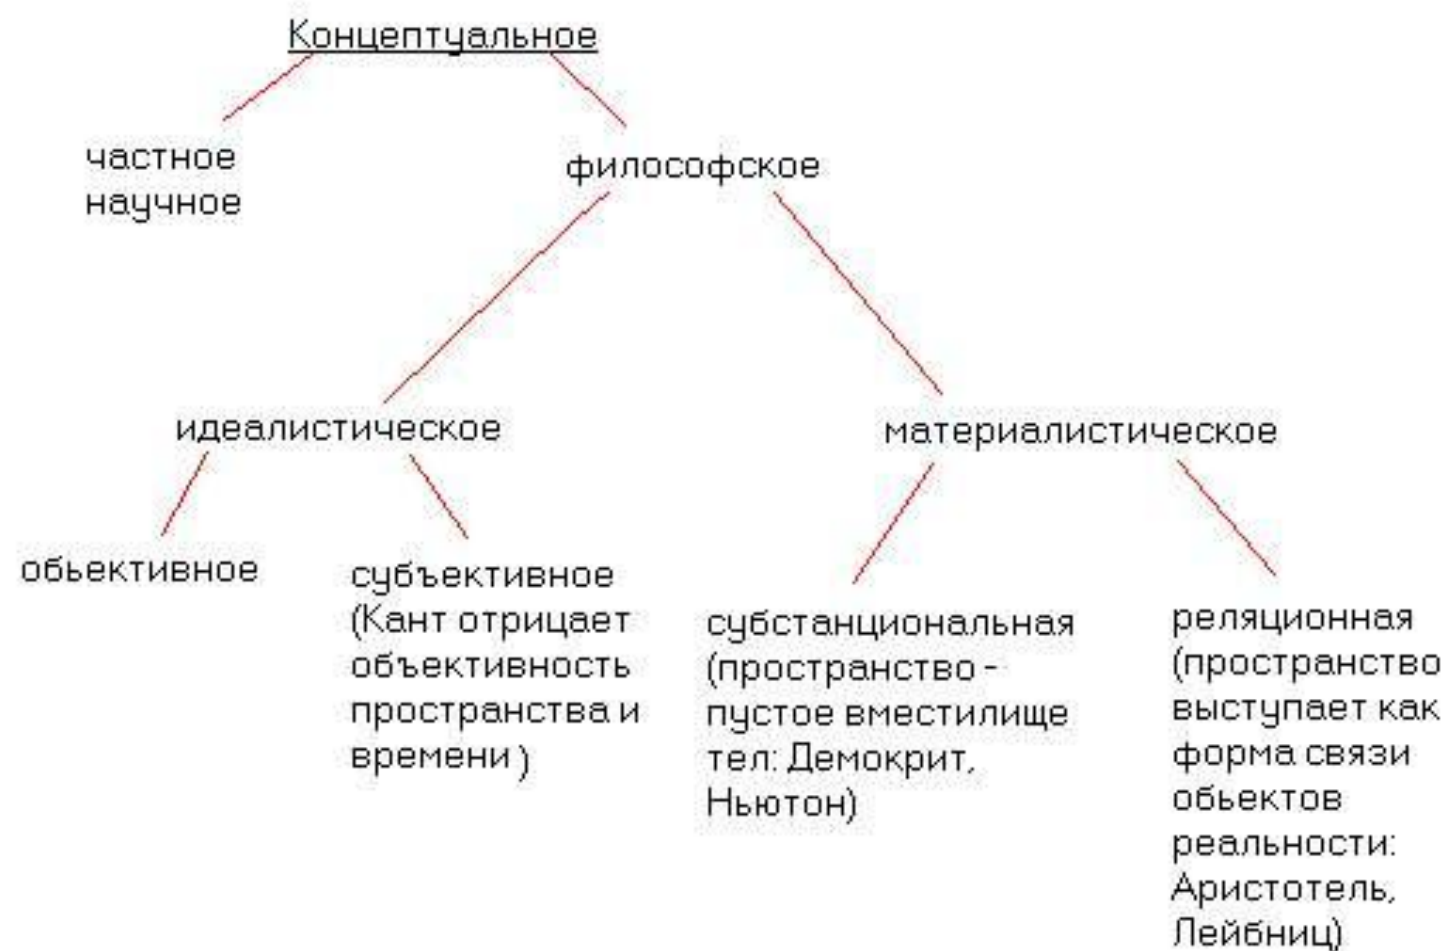 Концептуальное
частное
научное
философское
идеалистическое
материалистическое
обьективное
субъективное
(Кант отрицает
объективность
пространства и
времени)
субстанциональная
(пространство -
пустое вместилище
тел: Демокрит,
Ньютон)
реляционная
(пространство
выступает как
форма связи
обьектов
реальности:
Аристотель,
Лейбниц)